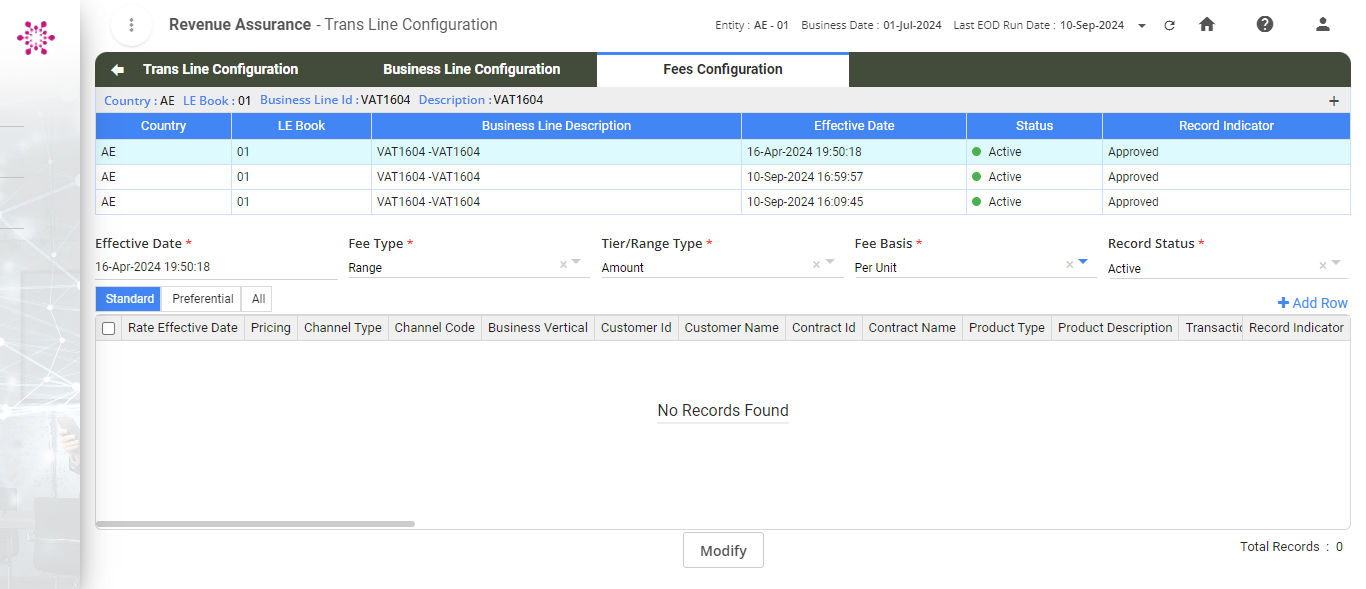 Revenue Assurance - Trans Line Configuration
Entity : AE - 01 Business Date : 01-Jul-2024 Last EOD Run Date : 10-Sep-2024
Trans Line Configuration Business Line Configuration Fees Configuration
Country : AE LE Book : 01 Business Line Id : VAT1604 Description : VAT1604 +
Country LE Book Business Line Description Effective Date Status Record Indicator
AE 01 VAT1604 -VAT1604 16-Apr-2024 19:50:18 Active Approved
AE 01 VAT1604 -VAT1604 10-Sep-2024 16:59:57 Active Approved
AE 01 VAT1604 -VAT1604 10-Sep-2024 16:09:45 Active Approved
Effective Date * Fee Type * Tier/Range Type * Fee Basis * Record Status *
16-Apr-2024 19:50:18 Range × Amount × Per Unit × Active ×
Standard Preferential All
+ Add Row
Rate Effective Date Pricing Channel Type Channel Code Business Vertical Customer Id Customer Name Contract Id Contract Name Product Type Product Description Transactio Record Indicator
No Records Found
Modify
Total Records : 0